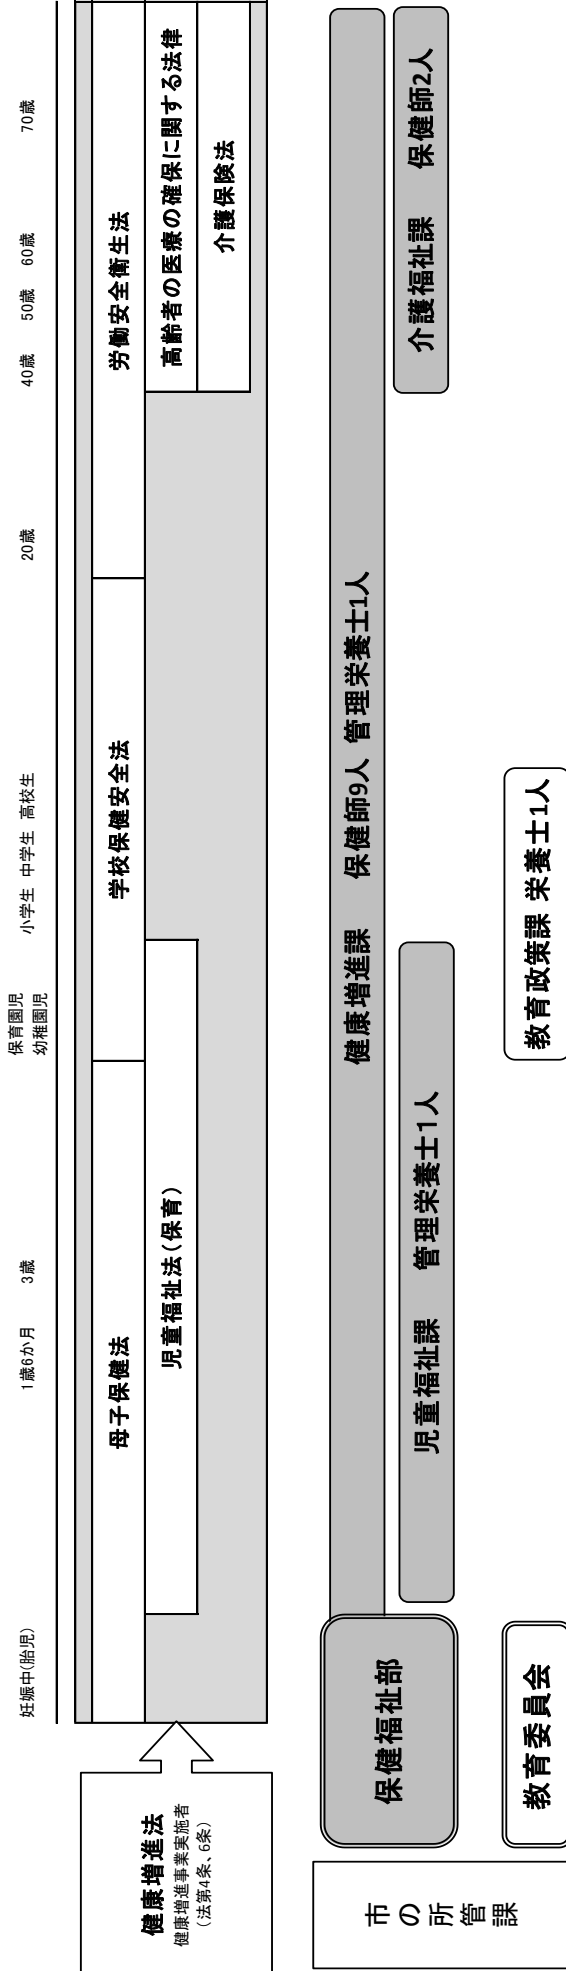 妊娠中(胎児)
1歳6か月
3歳
保育園児
幼稚園児
小学生
中学生
高校生
20歳
40歳
50歳
60歳
70歳
健康増進法
健康増進事業実施者
(法第4条、6条)
母子保健法
学校保健安全法
労働安全衛生法
児童福祉法(保育)
高齢者の医療の確保に関する法律
介護保険法
市の所管課
保健福祉部
健康増進課 保健師9人 管理栄養士1人
児童福祉課 管理栄養士1人
介護福祉課 保健師2人
教育委員会
教育政策課 栄養士1人